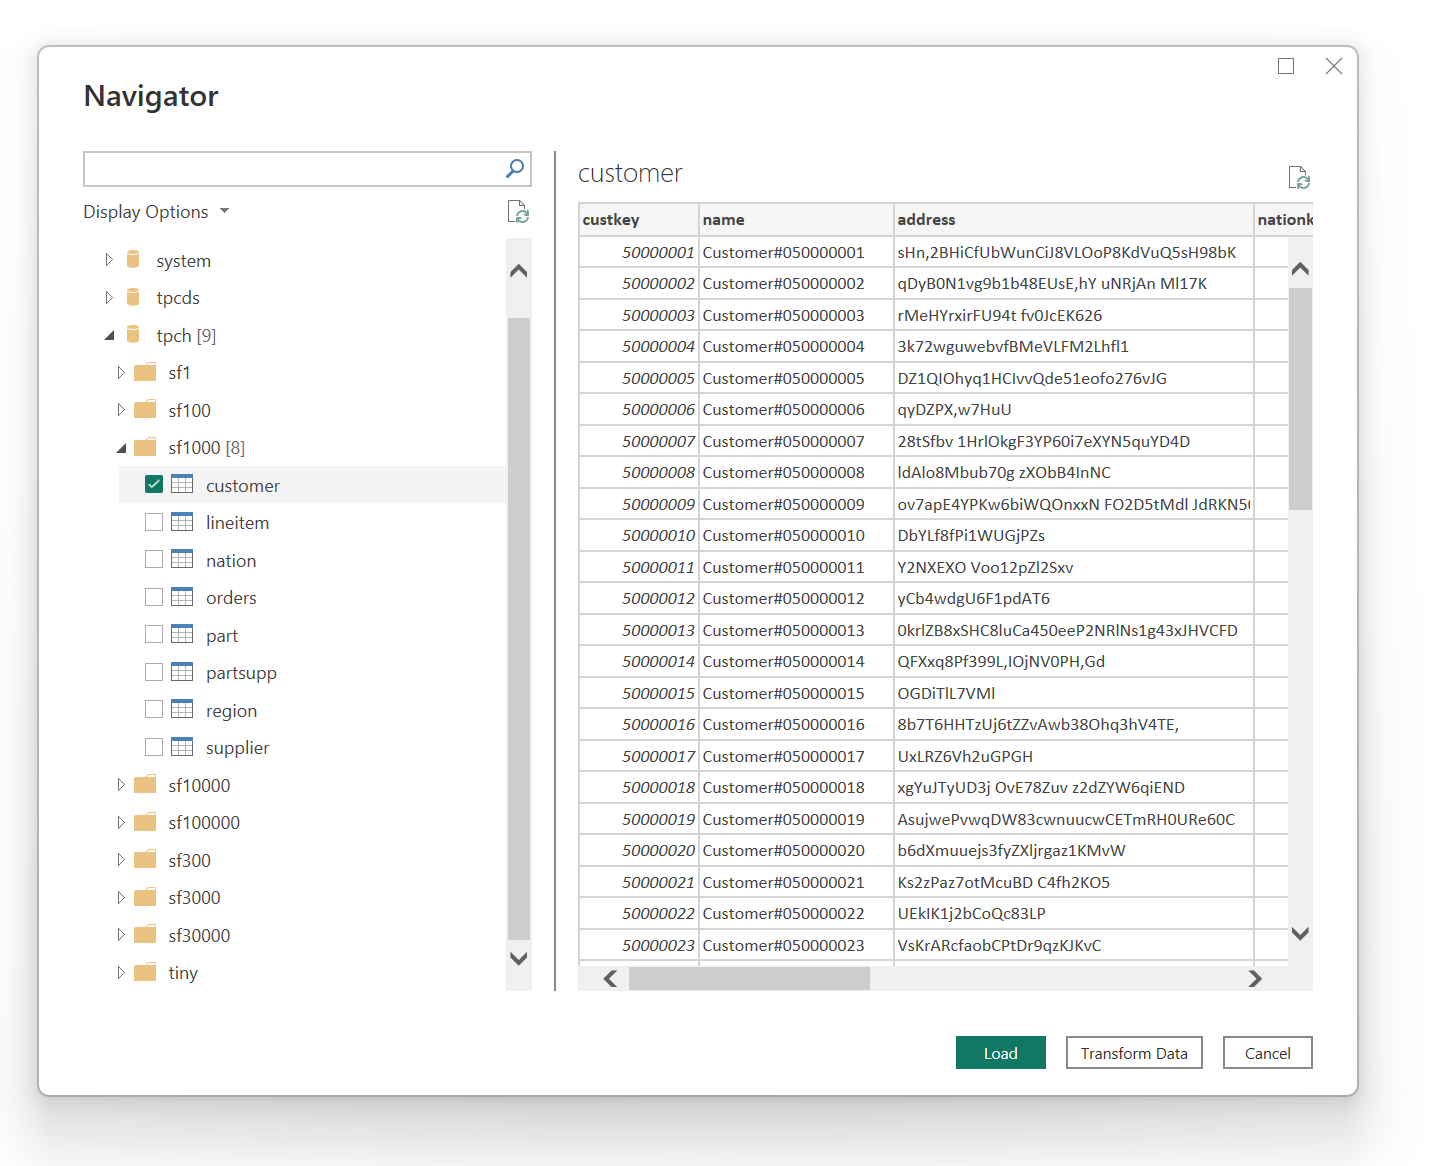 Navigator
Display Options
system
tpcds
tpch [9]
sf1
sf100
sf1000 [8]
customer
lineitem
nation
orders
part
partsupp
region
supplier
sf10000
sf100000
sf300
sf3000
sf30000
tiny
customer
custkey name address nationk
50000001 Customer#050000001 sHn,2BHiCfUbWunCiJ8VLOoP8KdVuQ5sH98bK
50000002 Customer#050000002 qDyB0N1vg9b1b48EUsE,hY uNRjAn Ml17K
50000003 Customer#050000003 rMeHYrxirFU94t fv0JcEK626
50000004 Customer#050000004 3k72wguwebvfBMeVLFM2Lhfl1
50000005 Customer#050000005 DZ1QIOhyq1HCIvvQde51eofo276vJG
50000006 Customer#050000006 qyDZPX,w7HuU
50000007 Customer#050000007 28tSfbv 1HrlOkgF3YP60i7eXYN5quYD4D
50000008 Customer#050000008 ldAlo8Mbub70g zXObB4InNC
50000009 Customer#050000009 ov7apE4YPKw6biWQOnxxN FO2D5tMdl JdRKN5
50000010 Customer#050000010 DbYLf8fPi1WUGjPZs
50000011 Customer#050000011 Y2NXEXO Voo12pZl2Sxv
50000012 Customer#050000012 yCb4wdgU6F1pdAT6
50000013 Customer#050000013 0krlZB8xSHC8luCa450eeP2NRlNs1g43xJHVCFD
50000014 Customer#050000014 QFXxq8Pf399L,IOjNV0PH,Gd
50000015 Customer#050000015 OGDiTlL7VMl
50000016 Customer#050000016 8b7T6HHTzUj6tZZvAwb38Ohq3hV4TE,
50000017 Customer#050000017 UxLRZ6Vh2uGPGH
50000018 Customer#050000018 xgYuJTyUD3j OvE78Zuv z2dZYW6qiEND
50000019 Customer#050000019 AsujwePvwqDW83cwnuucwCETmRH0URe60C
50000020 Customer#050000020 b6dXmuuejs3fyZXljrgaz1KMvW
50000021 Customer#050000021 Ks2zPaz7otMcuBD C4fh2KO5
50000022 Customer#050000022 UEkIK1j2bCoQc83LP
50000023 Customer#050000023 VsKrARcfaobCPtDr9qzKJKvC
Load Transform Data Cancel